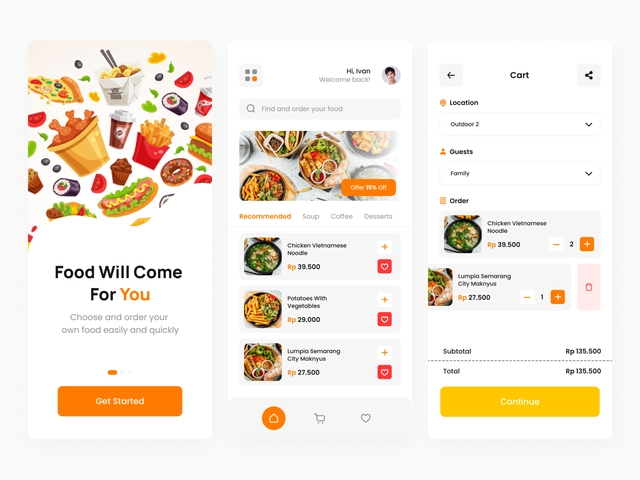 Food Will Come
For You
Choose and order your
own food easily and quickly
Get Started
Hi, Ivan
Welcome back!
Find and order your food
Offer 15% Off
Recommended Soup Coffee Desserts
Chicken Vietnamese
Noodle
Rp 39.500
Potatoes With
Vegetables
Rp 29.000
Lumpia Semarang
City Maknyus
Rp 27.500
Cart
Location
Outdoor 2
Guests
Family
Order
Chicken Vietnamese
Noodle
Rp 39.500
2
Lumpia Semarang
City Maknyus
Rp 27.500
1
Subtotal Rp 135.500
Total Rp 135.500
Continue